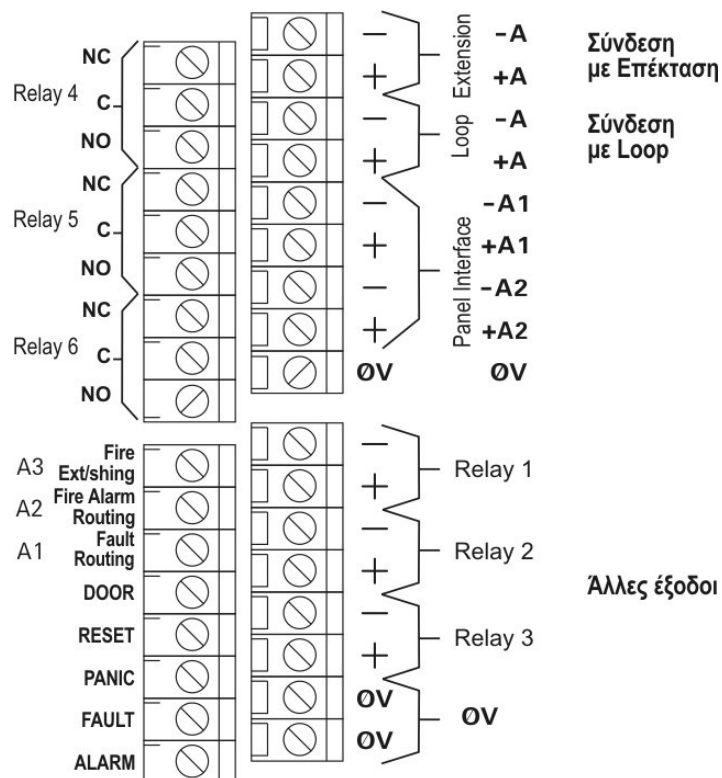 NC
Relay 4
C
NO
NC
Relay 5
C
NO
NC
Relay 6
C
NO
−
+
−
+
−
+
−
+
ØV
Extension
Loop
Panel Interface
-A
+A
-A
+A
-A1
+A1
-A2
+A2
ØV
Σύνδεση
με Επέκταση
Σύνδεση
με Loop
A3
Fire
Ext/shing
A2
Fire Alarm
Routing
A1
Fault
Routing
DOOR
RESET
PANIC
FAULT
ALARM
−
+
Relay 1
−
+
Relay 2
−
+
Relay 3
ØV
ØV
ØV
Άλλες έξοδοι